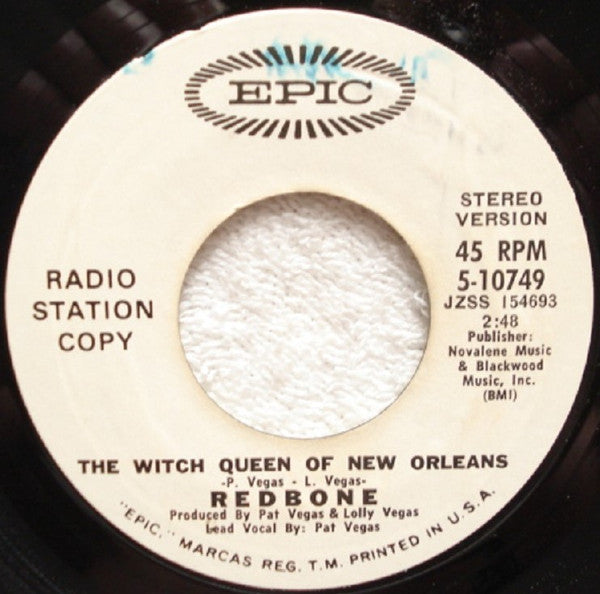 EPIC
STEREO
VERSION
45 RPM
5-10749
JZSS 154693
2:48
Publisher:
Novalene Music
& Blackwood
Music, Inc.
(BMI)
RADIO
STATION
COPY
THE WITCH QUEEN OF NEW ORLEANS
-P. Vegas - L. Vegas-
REDBONE
Produced By Pat Vegas & Lolly Vegas
Lead Vocal By: Pat Vegas
"EPIC," MARCAS REG. T.M. PRINTED IN U.S.A.